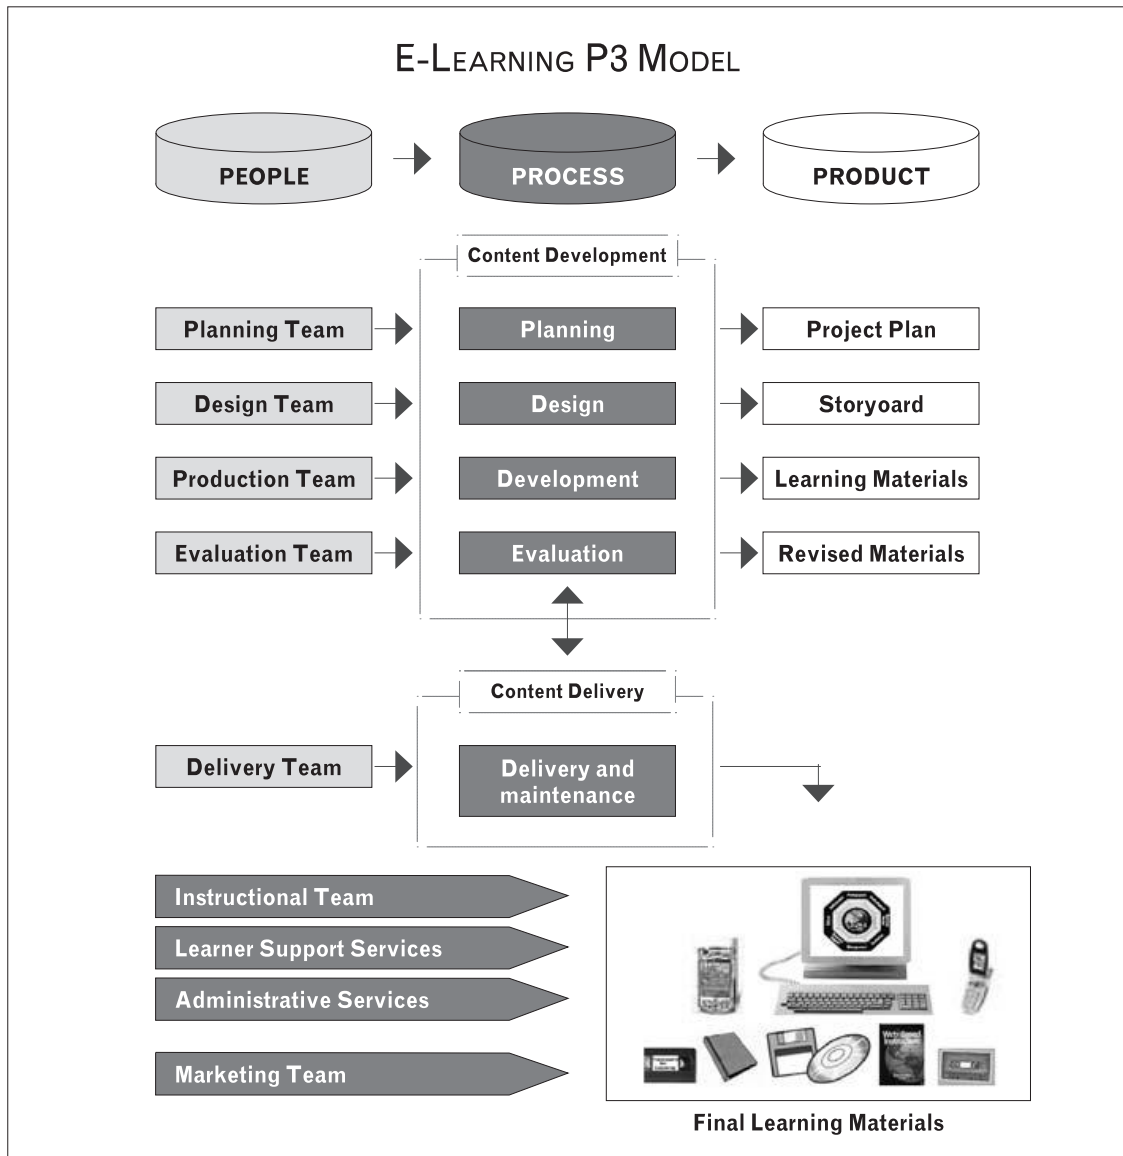 E-LEARNING P3 MODEL
PEOPLE
PROCESS
PRODUCT
Content Development
Planning Team
Planning
Project Plan
Design Team
Design
Storyoard
Production Team
Development
Learning Materials
Evaluation Team
Evaluation
Revised Materials
Content Delivery
Delivery Team
Delivery and
maintenance
Instructional Team
Learner Support Services
Administrative Services
Marketing Team
Web-Based
Final Learning Materials